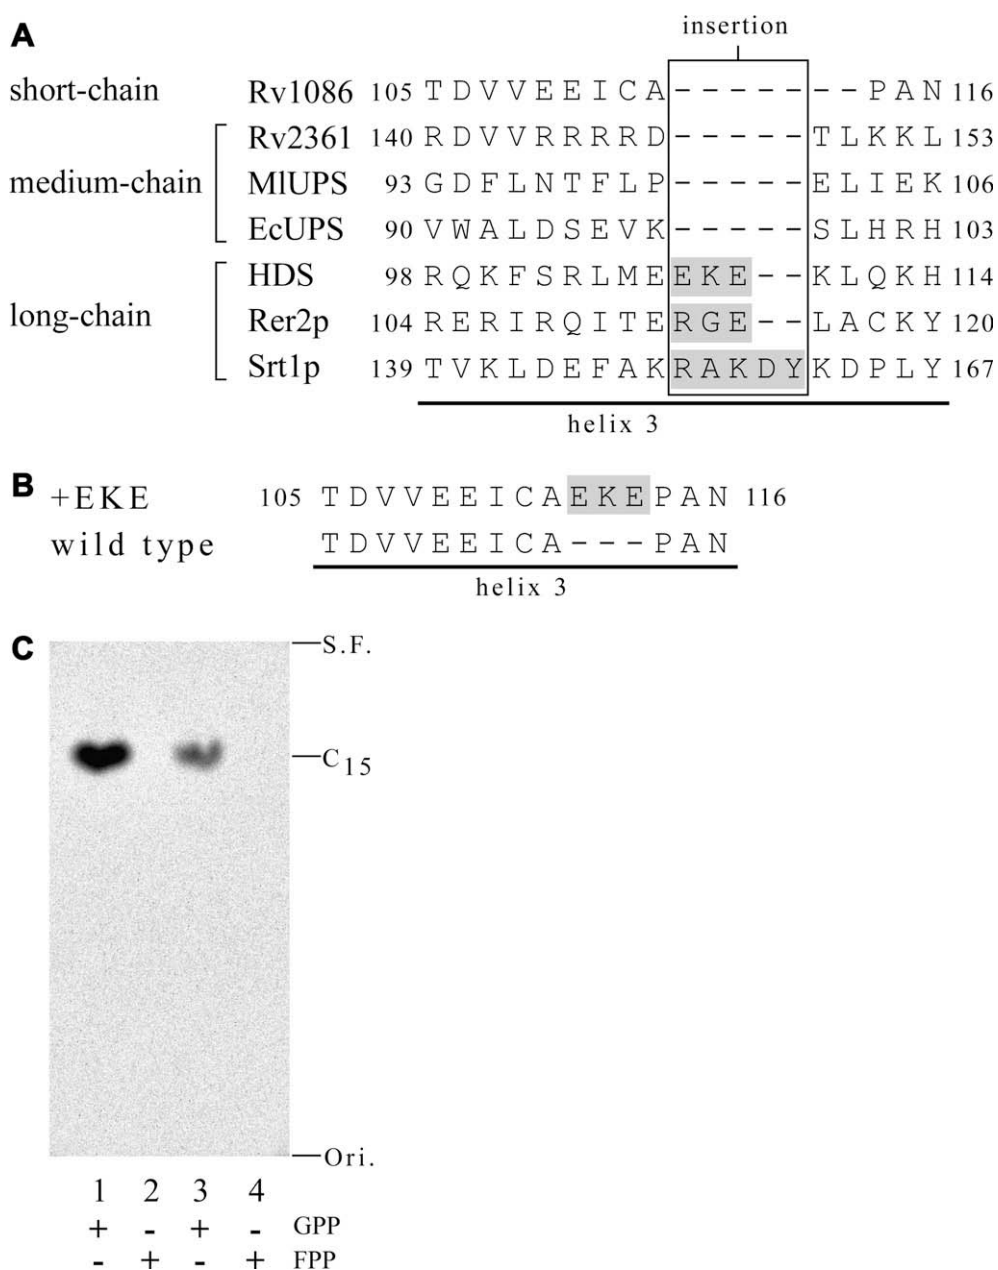 A
insertion
short-chain Rv1086 105 T D V V E E I C A - - - - - - - P A N 116
Rv2361 140 R D V V R R R R D - - - - - T L K K L 153
medium-chain MlUPS 93 G D F L N T F L P - - - - - E L I E K 106
EcUPS 90 V W A L D S E V K - - - - - S L H R H 103
HDS 98 R Q K F S R L M E E K E - - K L Q K H 114
long-chain Rer2p 104 R E R I R Q I T E R G E - - L A C K Y 120
Srt1p 139 T V K L D E F A K R A K D Y K D P L Y 167
helix 3
B
+EKE 105 T D V V E E I C A E K E P A N 116
wild type T D V V E E I C A - - - P A N
helix 3
C
S.F.
C15
Ori.
1 2 3 4
+ - + - GPP
- + - + FPP